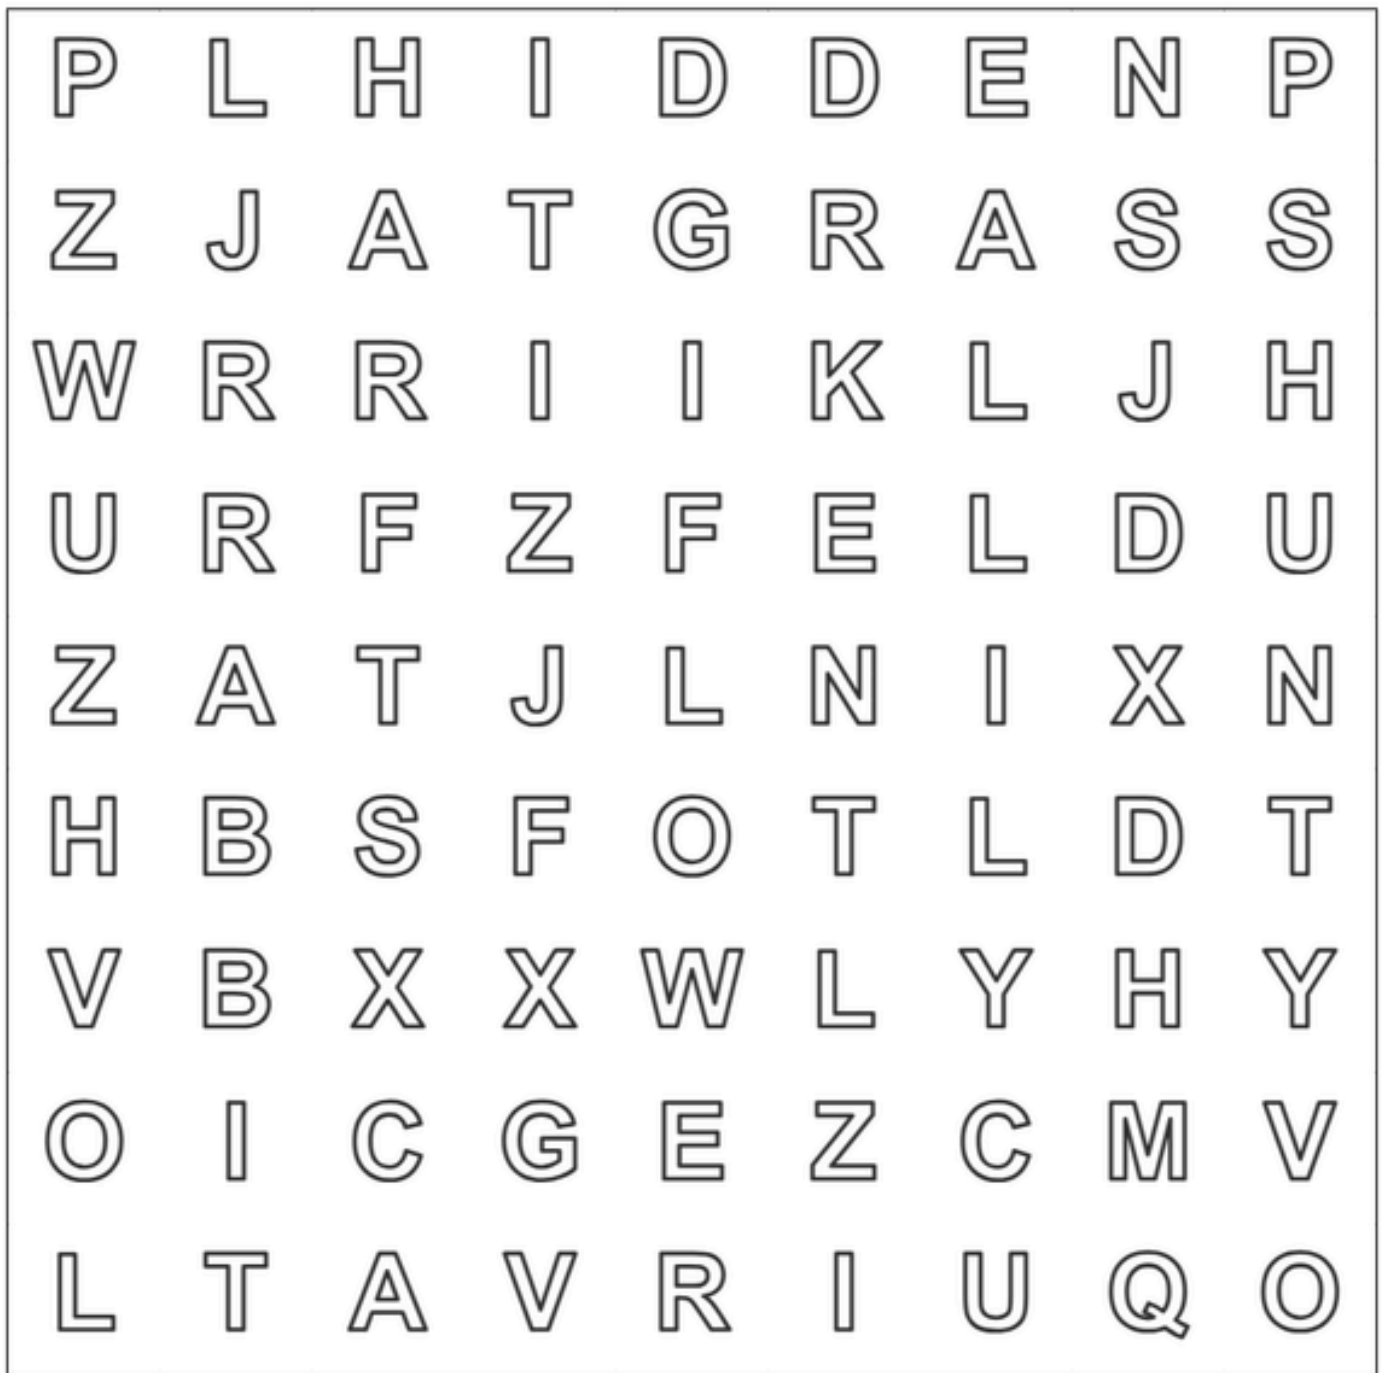 P L H I D D E N P
Z J A T G R A S S
W R R I I K L J H
U R F Z F E L D U
Z A T J L N I X N
H B S F O T L D T
V B X X W L Y H Y
O I C G E Z C M V
L T A V R I U Q O